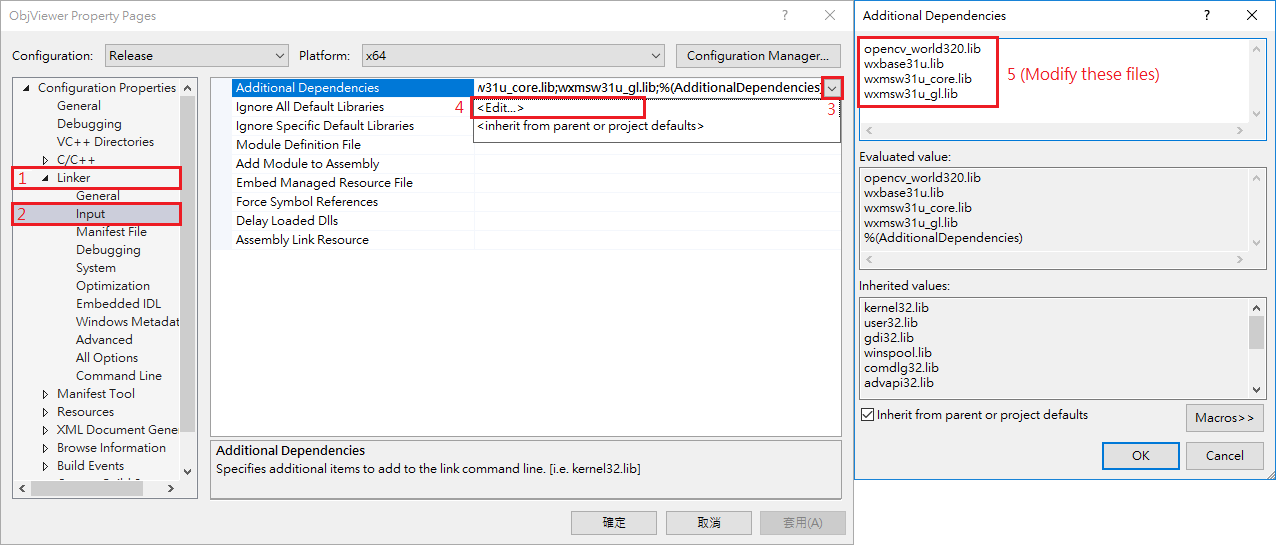 ObjViewer Property Pages
?
Configuration: Release Platform: x64 Configuration Manager...
Configuration Properties
General
Debugging
VC++ Directories
C/C++
1 Linker
General
2 Input
Manifest File
Debugging
System
Optimization
Embedded IDL
Windows Metadat
Advanced
All Options
Command Line
Manifest Tool
Resources
XML Document Gene
Browse Information
Build Events
Additional Dependencies w31u_core.lib;wxmsw31u_gl.lib;%(AdditionalDependencies)
3
Ignore All Default Libraries 4 <Edit...>
Ignore Specific Default Libraries <inherit from parent or project defaults>
Module Definition File
Add Module to Assembly
Embed Managed Resource File
Force Symbol References
Delay Loaded Dlls
Assembly Link Resource
Additional Dependencies
Specifies additional items to add to the link command line. [i.e. kernel32.lib]
確定 取消 套用(A)
Additional Dependencies
?
opencv_world320.lib
wxbase31u.lib
wxmsw31u_core.lib
wxmsw31u_gl.lib
5 (Modify these files)
Evaluated value:
opencv_world320.lib
wxbase31u.lib
wxmsw31u_core.lib
wxmsw31u_gl.lib
%(AdditionalDependencies)
Inherited values:
kernel32.lib
user32.lib
gdi32.lib
winspool.lib
comdlg32.lib
advapi32.lib
Inherit from parent or project defaults
Macros>>
OK Cancel